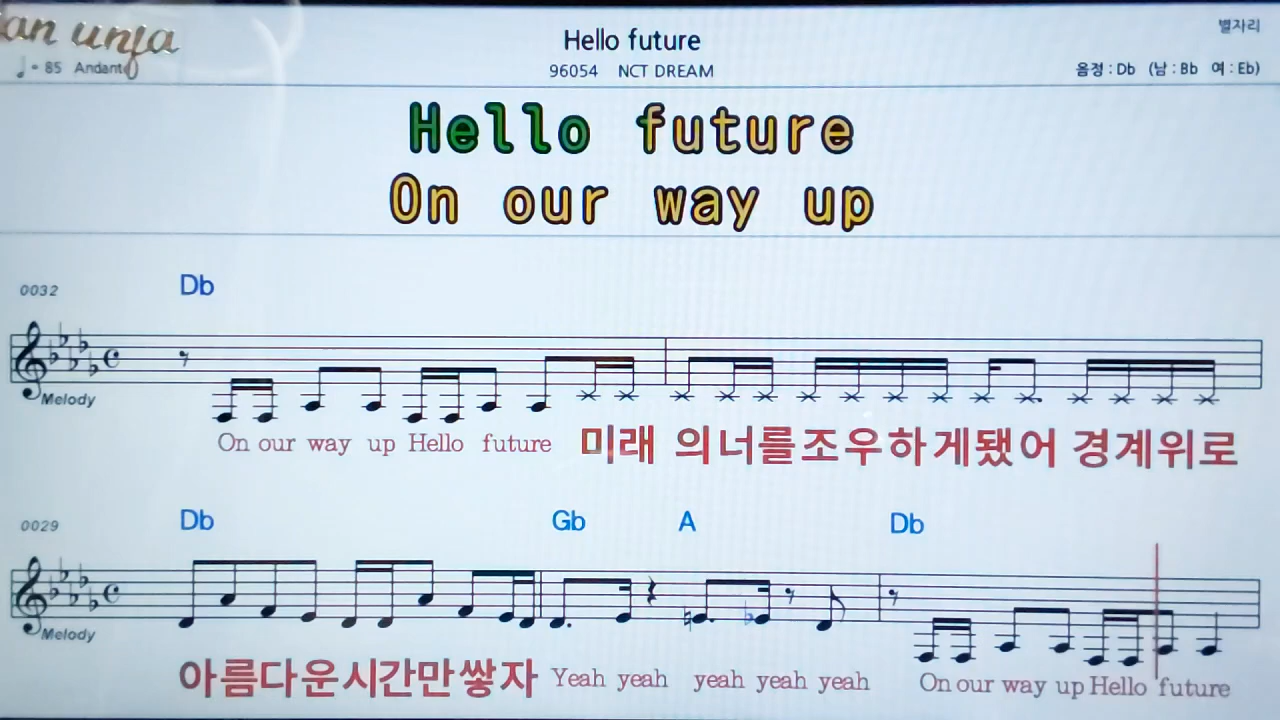 별자리
Hello future
♩= 85 Andante
96054 NCT DREAM
음정 : Db (남 : Bb 여 : Eb)
Hello future
On our way up
0032 Db
Melody
On our way up Hello future 미래 의너를조우하게됐어 경계위로
0029 Db Gb A Db
Melody
아름다운시간만쌓자 Yeah yeah yeah yeah yeah On our way up Hello future